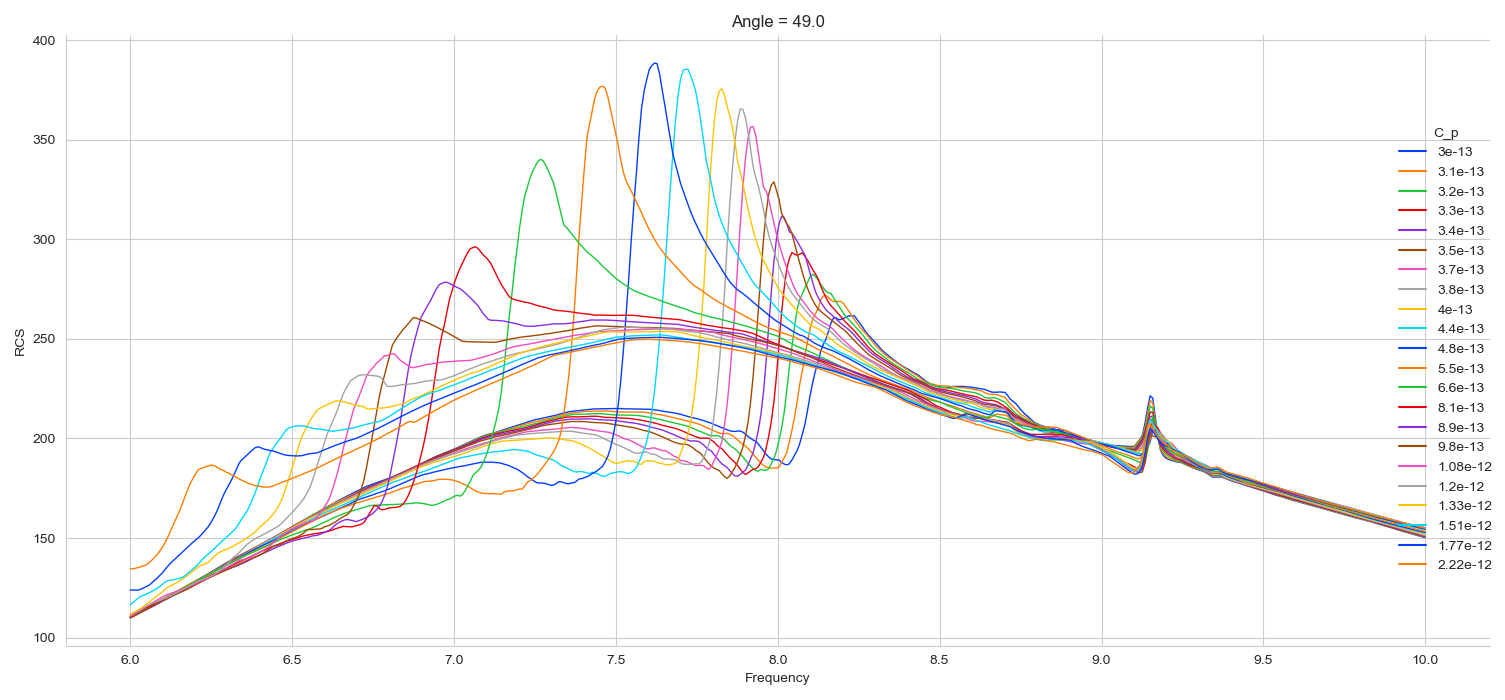 Angle = 49.0
400
350
300
250
200
150
100
RCS
6.0 6.5 7.0 7.5 8.0 8.5 9.0 9.5 10.0
Frequency
C_p
3e-13
3.1e-13
3.2e-13
3.3e-13
3.4e-13
3.5e-13
3.7e-13
3.8e-13
4e-13
4.4e-13
4.8e-13
5.5e-13
6.6e-13
8.1e-13
8.9e-13
9.8e-13
1.08e-12
1.2e-12
1.33e-12
1.51e-12
1.77e-12
2.22e-12